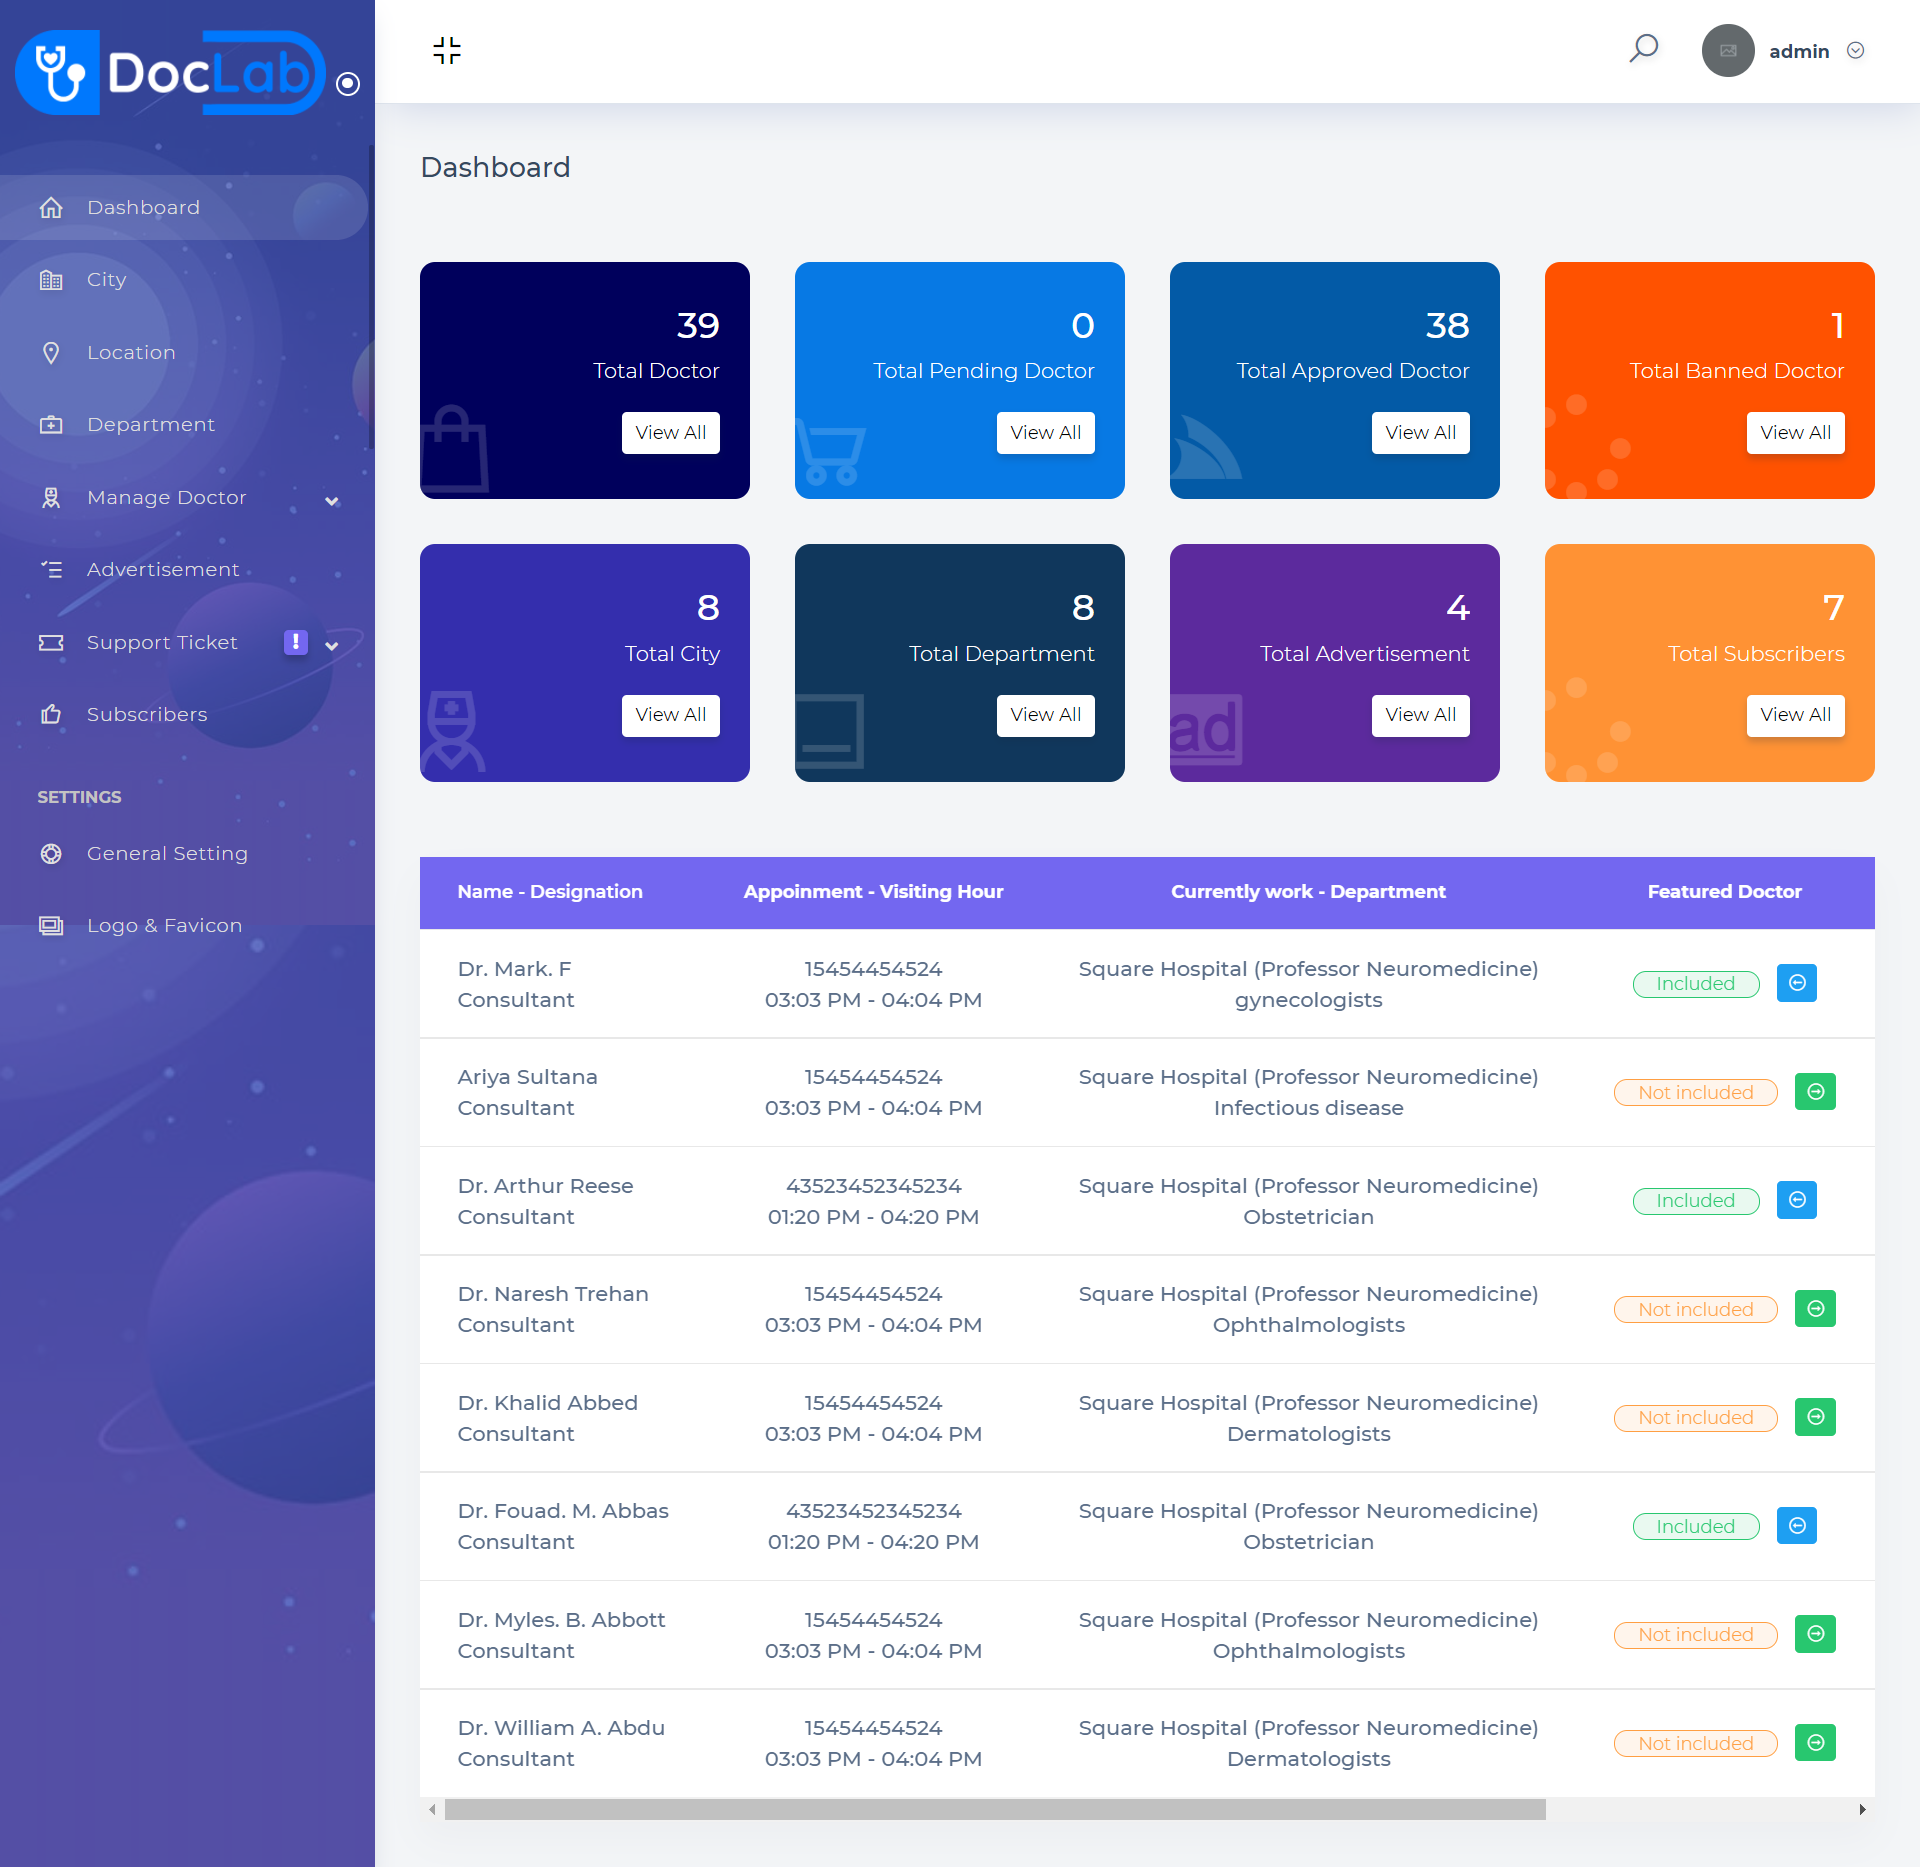 DocLab
admin
Dashboard
City
Location
Department
Manage Doctor
Advertisement
Support Ticket
!
Subscribers
SETTINGS
General Setting
Logo & Favicon
Dashboard
39
Total Doctor
View All
0
Total Pending Doctor
View All
38
Total Approved Doctor
View All
1
Total Banned Doctor
View All
8
Total City
View All
8
Total Department
View All
4
Total Advertisement
View All
ad
7
Total Subscribers
View All
Name - Designation Appoinment - Visiting Hour Currently work - Department Featured Doctor
Dr. Mark. F 15454454524 Square Hospital (Professor Neuromedicine) Included
Consultant 03:03 PM - 04:04 PM gynecologists
Ariya Sultana 15454454524 Square Hospital (Professor Neuromedicine) Not included
Consultant 03:03 PM - 04:04 PM Infectious disease
Dr. Arthur Reese 43523452345234 Square Hospital (Professor Neuromedicine) Included
Consultant 01:20 PM - 04:20 PM Obstetrician
Dr. Naresh Trehan 15454454524 Square Hospital (Professor Neuromedicine) Not included
Consultant 03:03 PM - 04:04 PM Ophthalmologists
Dr. Khalid Abbed 15454454524 Square Hospital (Professor Neuromedicine) Not included
Consultant 03:03 PM - 04:04 PM Dermatologists
Dr. Fouad. M. Abbas 43523452345234 Square Hospital (Professor Neuromedicine) Included
Consultant 01:20 PM - 04:20 PM Obstetrician
Dr. Myles. B. Abbott 15454454524 Square Hospital (Professor Neuromedicine) Not included
Consultant 03:03 PM - 04:04 PM Ophthalmologists
Dr. William A. Abdu 15454454524 Square Hospital (Professor Neuromedicine) Not included
Consultant 03:03 PM - 04:04 PM Dermatologists